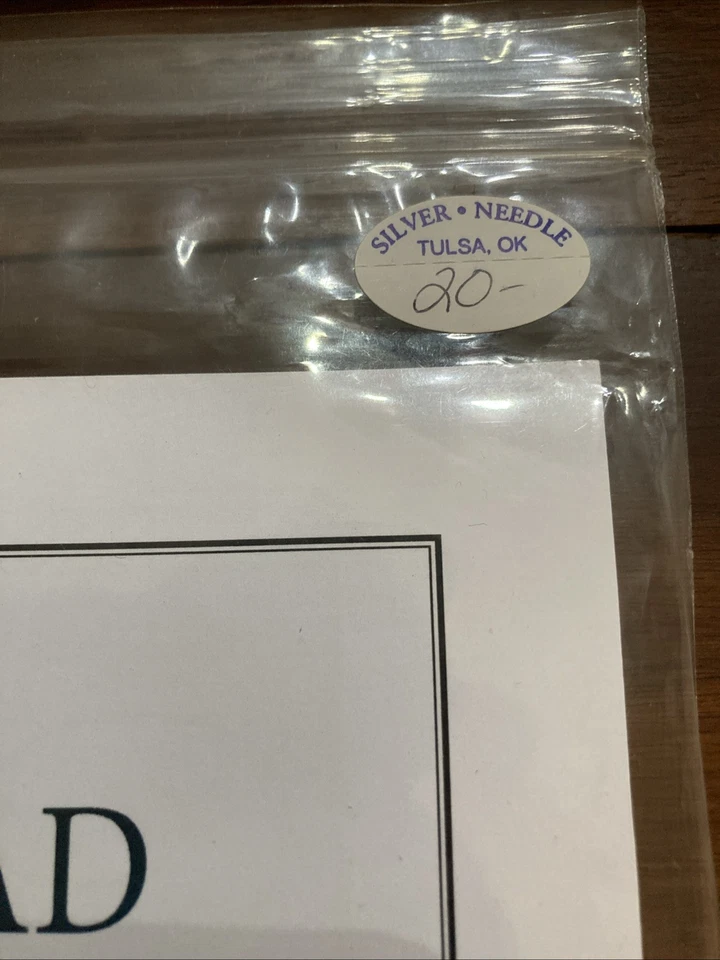 SILVER • NEEDLE
TULSA, OK
20-
AD